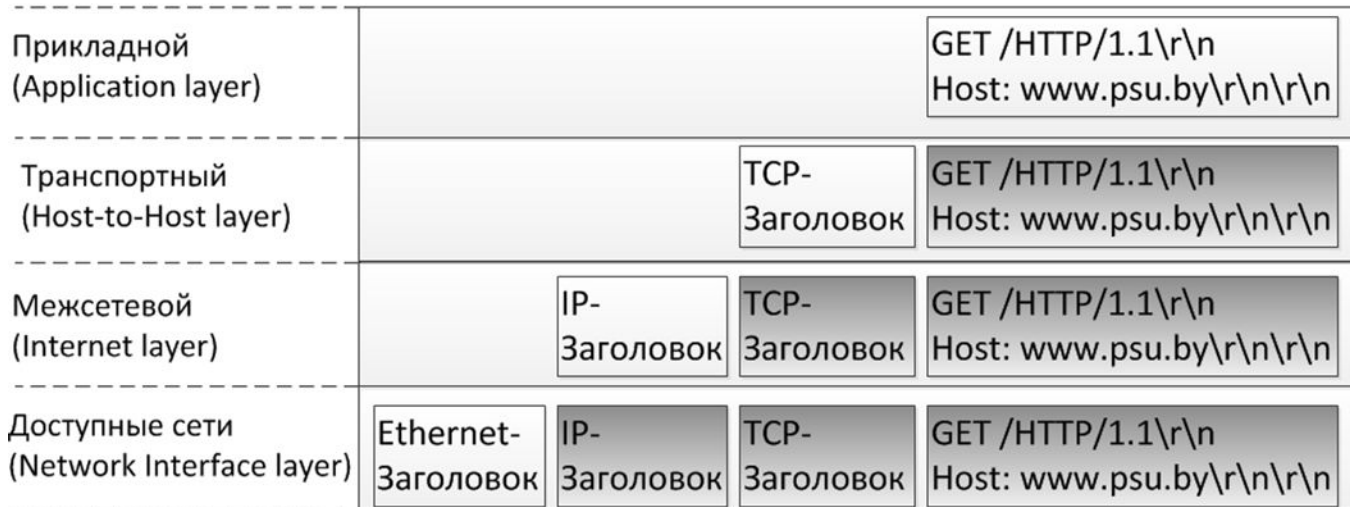 Прикладной
(Application layer)
GET /HTTP/1.1\r\n
Host: www.psu.by\r\n\r\n
Транспортный
(Host-to-Host layer)
TCP-
Заголовок
GET /HTTP/1.1\r\n
Host: www.psu.by\r\n\r\n
Межсетевой
(Internet layer)
IP-
Заголовок
TCP-
Заголовок
GET /HTTP/1.1\r\n
Host: www.psu.by\r\n\r\n
Доступные сети
(Network Interface layer)
Ethernet-
Заголовок
IP-
Заголовок
TCP-
Заголовок
GET /HTTP/1.1\r\n
Host: www.psu.by\r\n\r\n